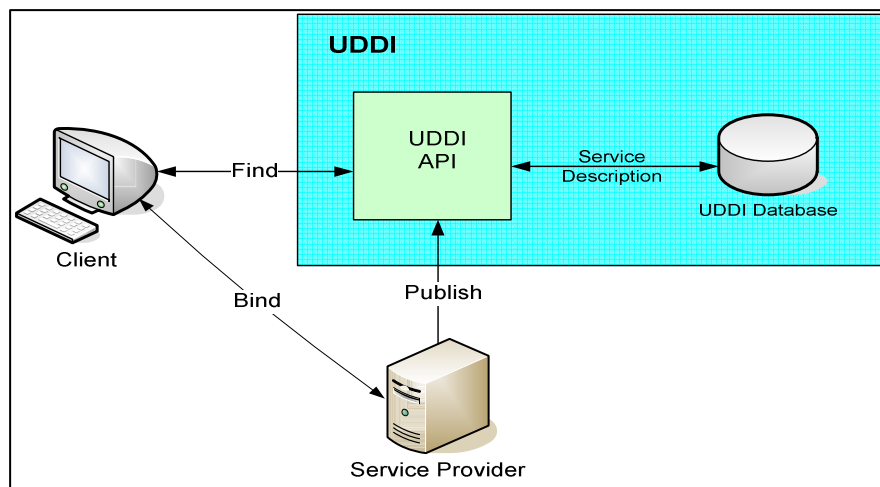 UDDI
UDDI
API
Service
Description
UDDI Database
Find
Client
Bind
Publish
Service Provider